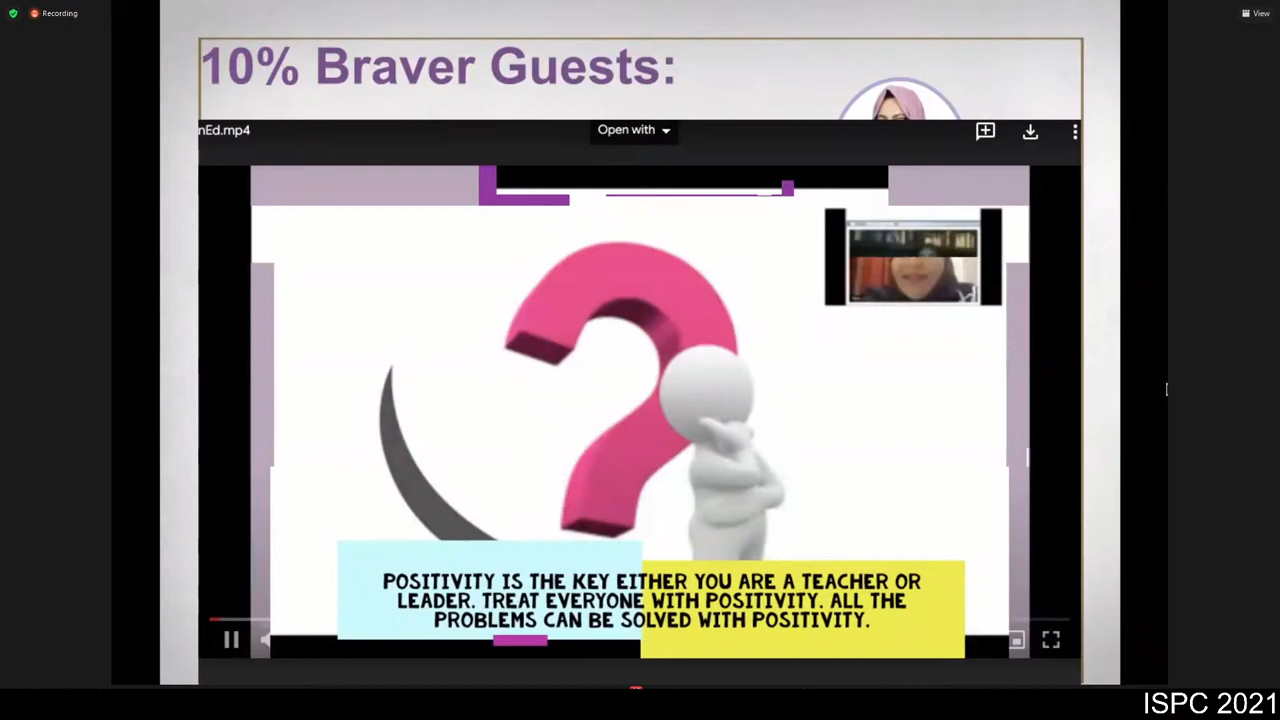 Recording
View
10% Braver Guests:
nEd.mp4
Open with
POSITIVITY IS THE KEY EITHER YOU ARE A TEACHER OR
LEADER. TREAT EVERYONE WITH POSITIVITY. ALL THE
PROBLEMS CAN BE SOLVED WITH POSITIVITY.
ISPC 2021